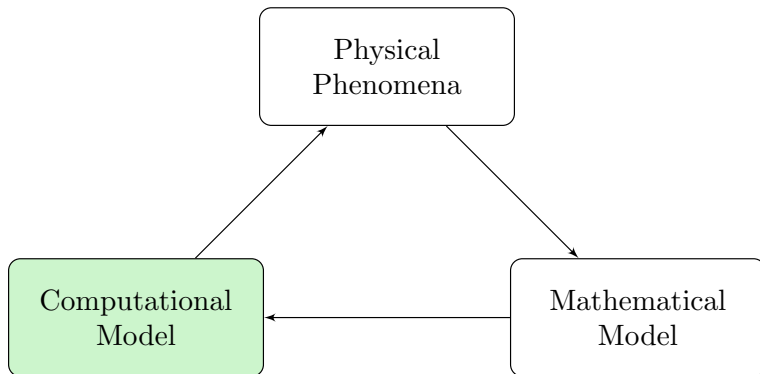 Physical
Phenomena
Computational
Model
Mathematical
Model